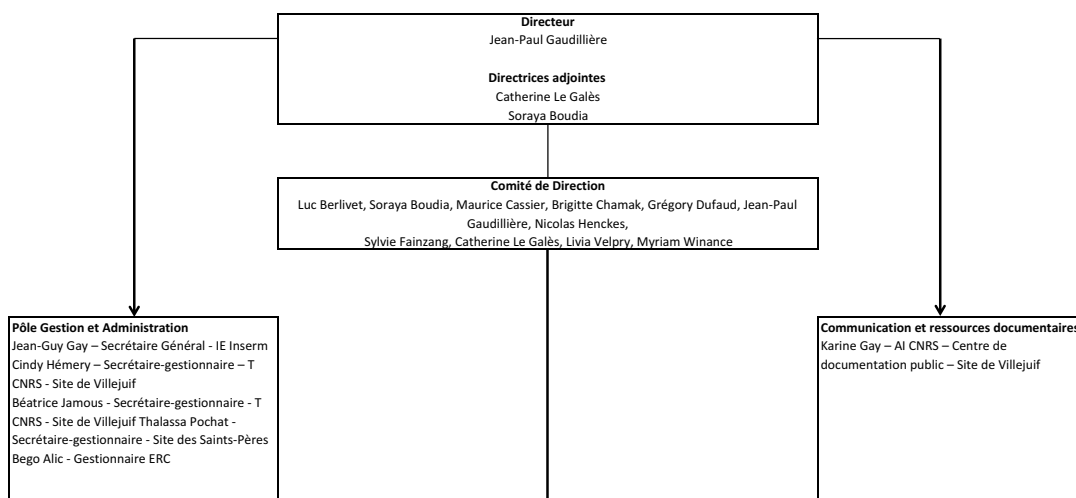 Directeur
Jean-Paul Gaudillière
Directrices adjointes
Catherine Le Galès
Soraya Boudia
Comité de Direction
Luc Berlivet, Soraya Boudia, Maurice Cassier, Brigitte Chamak, Grégory Dufaud, Jean-Paul
Gaudillière, Nicolas Henckes,
Sylvie Fainzang, Catherine Le Galès, Livia Velpry, Myriam Winance
Pôle Gestion et Administration
Jean-Guy Gay – Secrétaire Général - IE Inserm
Cindy Hémery – Secrétaire-gestionnaire – T
CNRS - Site de Villejuif
Béatrice Jamous - Secrétaire-gestionnaire - T
CNRS - Site de Villejuif Thalassa Pochat -
Secrétaire-gestionnaire - Site des Saints-Pères
Bego Alic - Gestionnaire ERC
Communication et ressources documentaires
Karine Gay – AI CNRS – Centre de
documentation public – Site de Villejuif